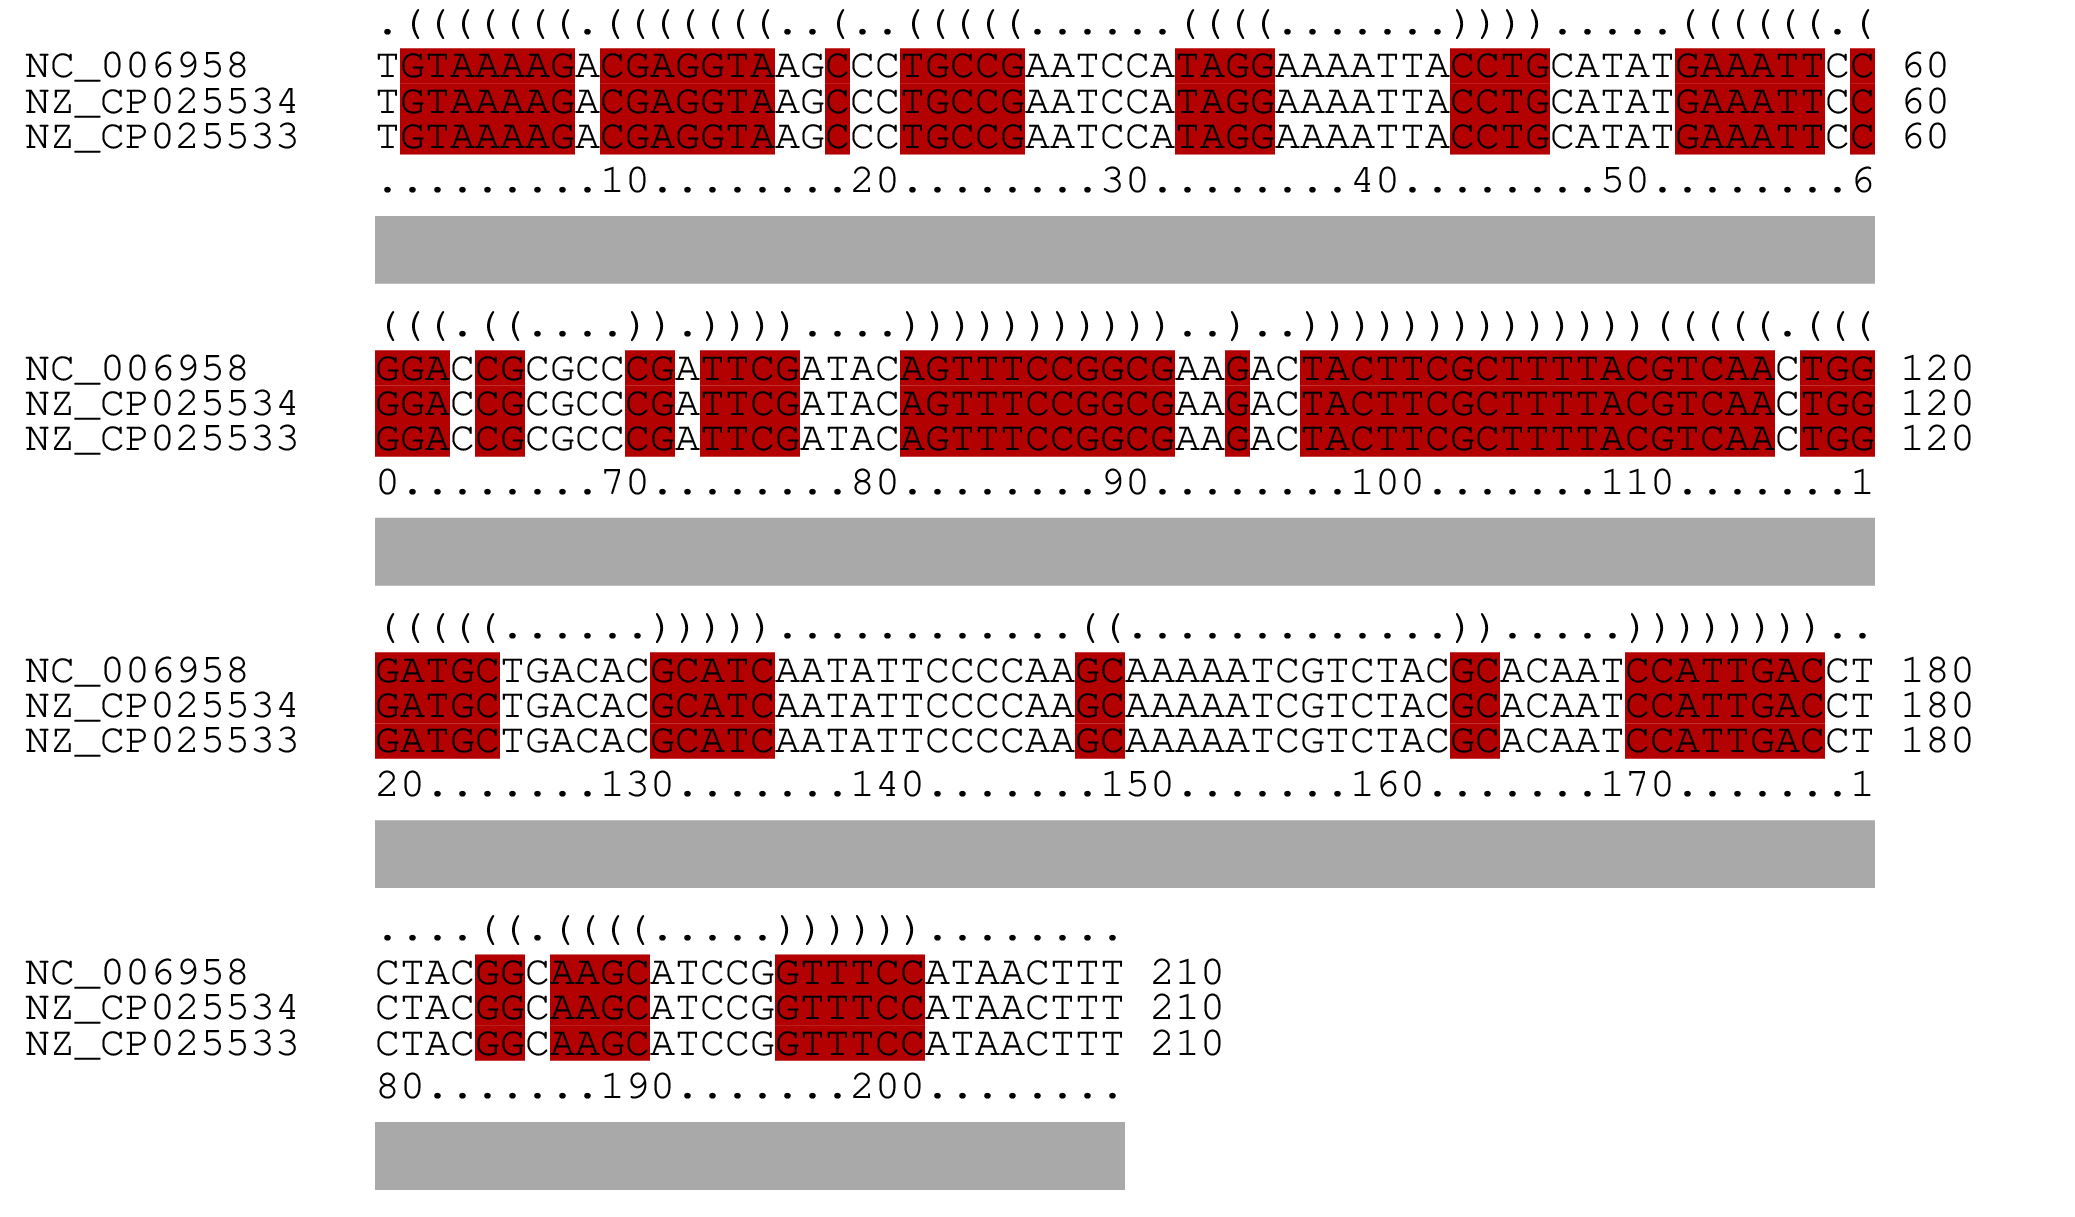 .(((((((.(((((((..(..(((((......((((.......)))).....((((((.(
NC_006958 TGTAAAAGACGAGGTAAGCCCTGCCGAATCCATAGGAAAATTACCTGCATATGAAATTCC 60
NZ_CP025534 TGTAAAAGACGAGGTAAGCCCTGCCGAATCCATAGGAAAATTACCTGCATATGAAATTCC 60
NZ_CP025533 TGTAAAAGACGAGGTAAGCCCTGCCGAATCCATAGGAAAATTACCTGCATATGAAATTCC 60
.........10........20........30........40........50........6
(((.((....)).))))....)))))))))))..)..))))))))))))))(((((.(((
NC_006958 GGACCGCGCCCGATTCGATACAGTTTCCGGCGAAGACTACTTCGCTTTTACGTCAACTGG 120
NZ_CP025534 GGACCGCGCCCGATTCGATACAGTTTCCGGCGAAGACTACTTCGCTTTTACGTCAACTGG 120
NZ_CP025533 GGACCGCGCCCGATTCGATACAGTTTCCGGCGAAGACTACTTCGCTTTTACGTCAACTGG 120
0........70........80........90........100.......110.......1
(((((......)))))............((.............)).....))))))))..
NC_006958 GATGCTGACACGCATCAATATTCCCCAAGCAAAAATCGTCTACGCACAATCCATTGACCT 180
NZ_CP025534 GATGCTGACACGCATCAATATTCCCCAAGCAAAAATCGTCTACGCACAATCCATTGACCT 180
NZ_CP025533 GATGCTGACACGCATCAATATTCCCCAAGCAAAAATCGTCTACGCACAATCCATTGACCT 180
20.......130.......140.......150.......160.......170.......1
....((.((((.....))))))........
NC_006958 CTACGGCAAGCATCCGGTTTCCATAACTTT 210
NZ_CP025534 CTACGGCAAGCATCCGGTTTCCATAACTTT 210
NZ_CP025533 CTACGGCAAGCATCCGGTTTCCATAACTTT 210
80.......190.......200........